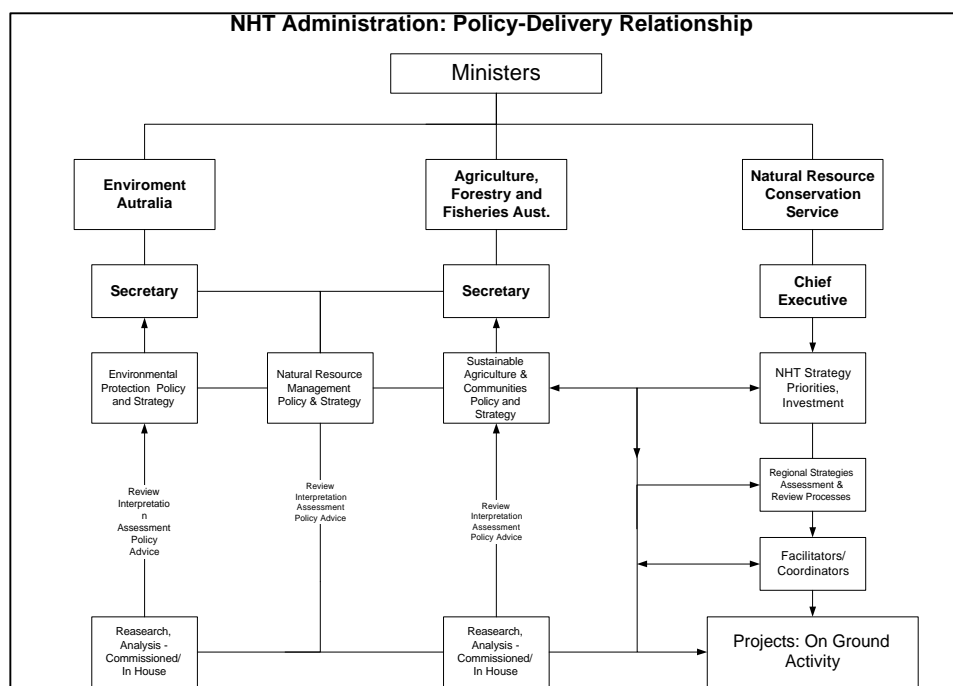 NHT Administration: Policy-Delivery Relationship
Ministers
Enviroment
Autralia
Agriculture,
Forestry and
Fisheries Aust.
Natural Resource
Conservation
Service
Secretary
Secretary
Chief
Executive
Environmental
Protection Policy
and Strategy
Natural Resource
Management
Policy & Strategy
Sustainable
Agriculture &
Communities
Policy and
Strategy
NHT Strategy
Priorities,
Investment
Review
Interpretatio
n
Assessment
Policy
Advice
Review
Interpretation
Assessment
Policy Advice
Review
Interpretation
Assessment
Policy Advice
Regional Strategies
Assessment &
Review Processes
Facilitators/
Coordinators
Reasearch,
Analysis -
Commissioned/
In House
Reasearch,
Analysis -
Commissioned/
In House
Projects: On Ground
Activity